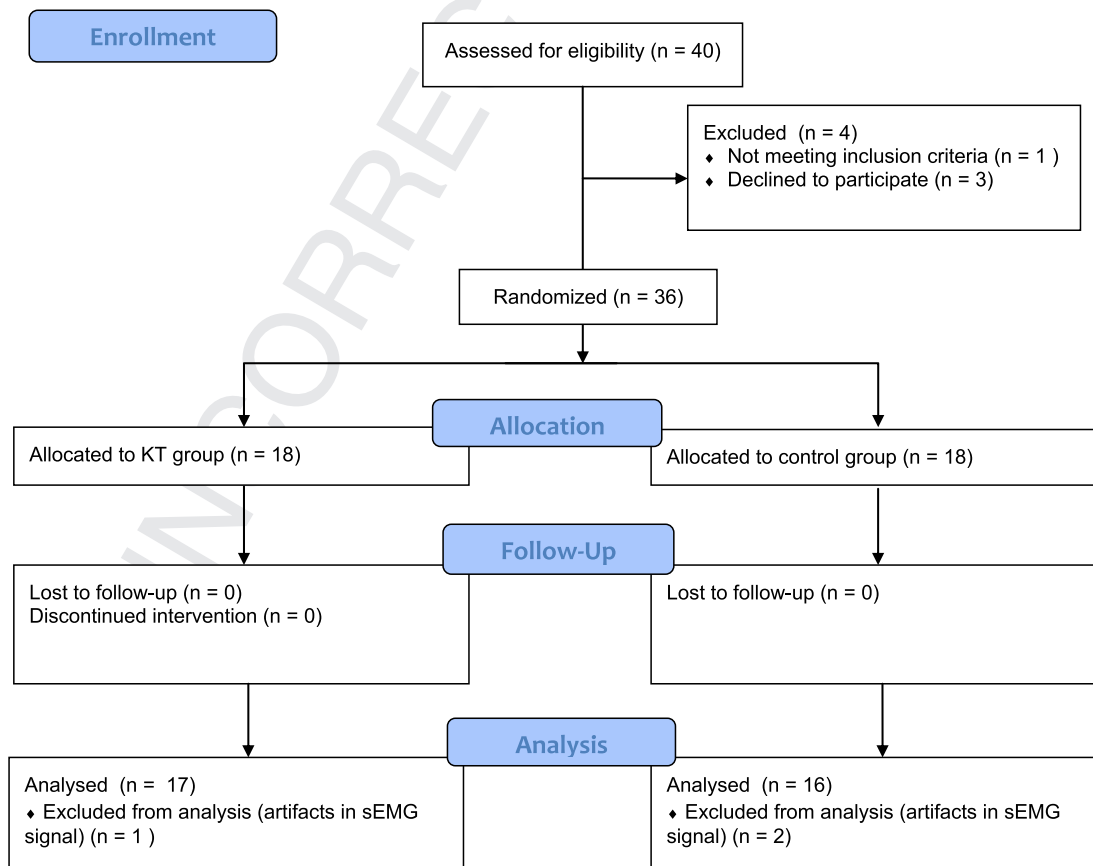 Enrollment
Assessed for eligibility (n = 40)
Excluded (n = 4)
♦ Not meeting inclusion criteria (n = 1 )
♦ Declined to participate (n = 3)
Randomized (n = 36)
Allocation
Allocated to KT group (n = 18)
Allocated to control group (n = 18)
Follow-Up
Lost to follow-up (n = 0)
Discontinued intervention (n = 0)
Lost to follow-up (n = 0)
Analysis
Analysed (n = 17)
♦ Excluded from analysis (artifacts in sEMG
signal) (n = 1 )
Analysed (n = 16)
♦ Excluded from analysis (artifacts in sEMG
signal) (n = 2)
INCORREC